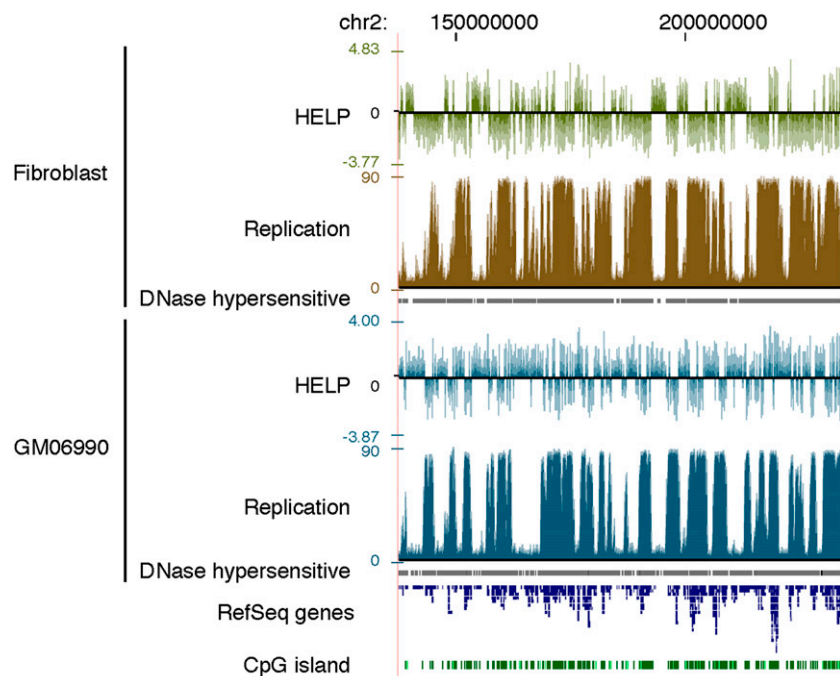 chr2: 150000000 200000000
Fibroblast
4.83
HELP 0
-3.77
90
Replication
0
DNase hypersensitive
GM06990
4.00
HELP 0
-3.87
90
Replication
0
DNase hypersensitive
RefSeq genes
CpG island